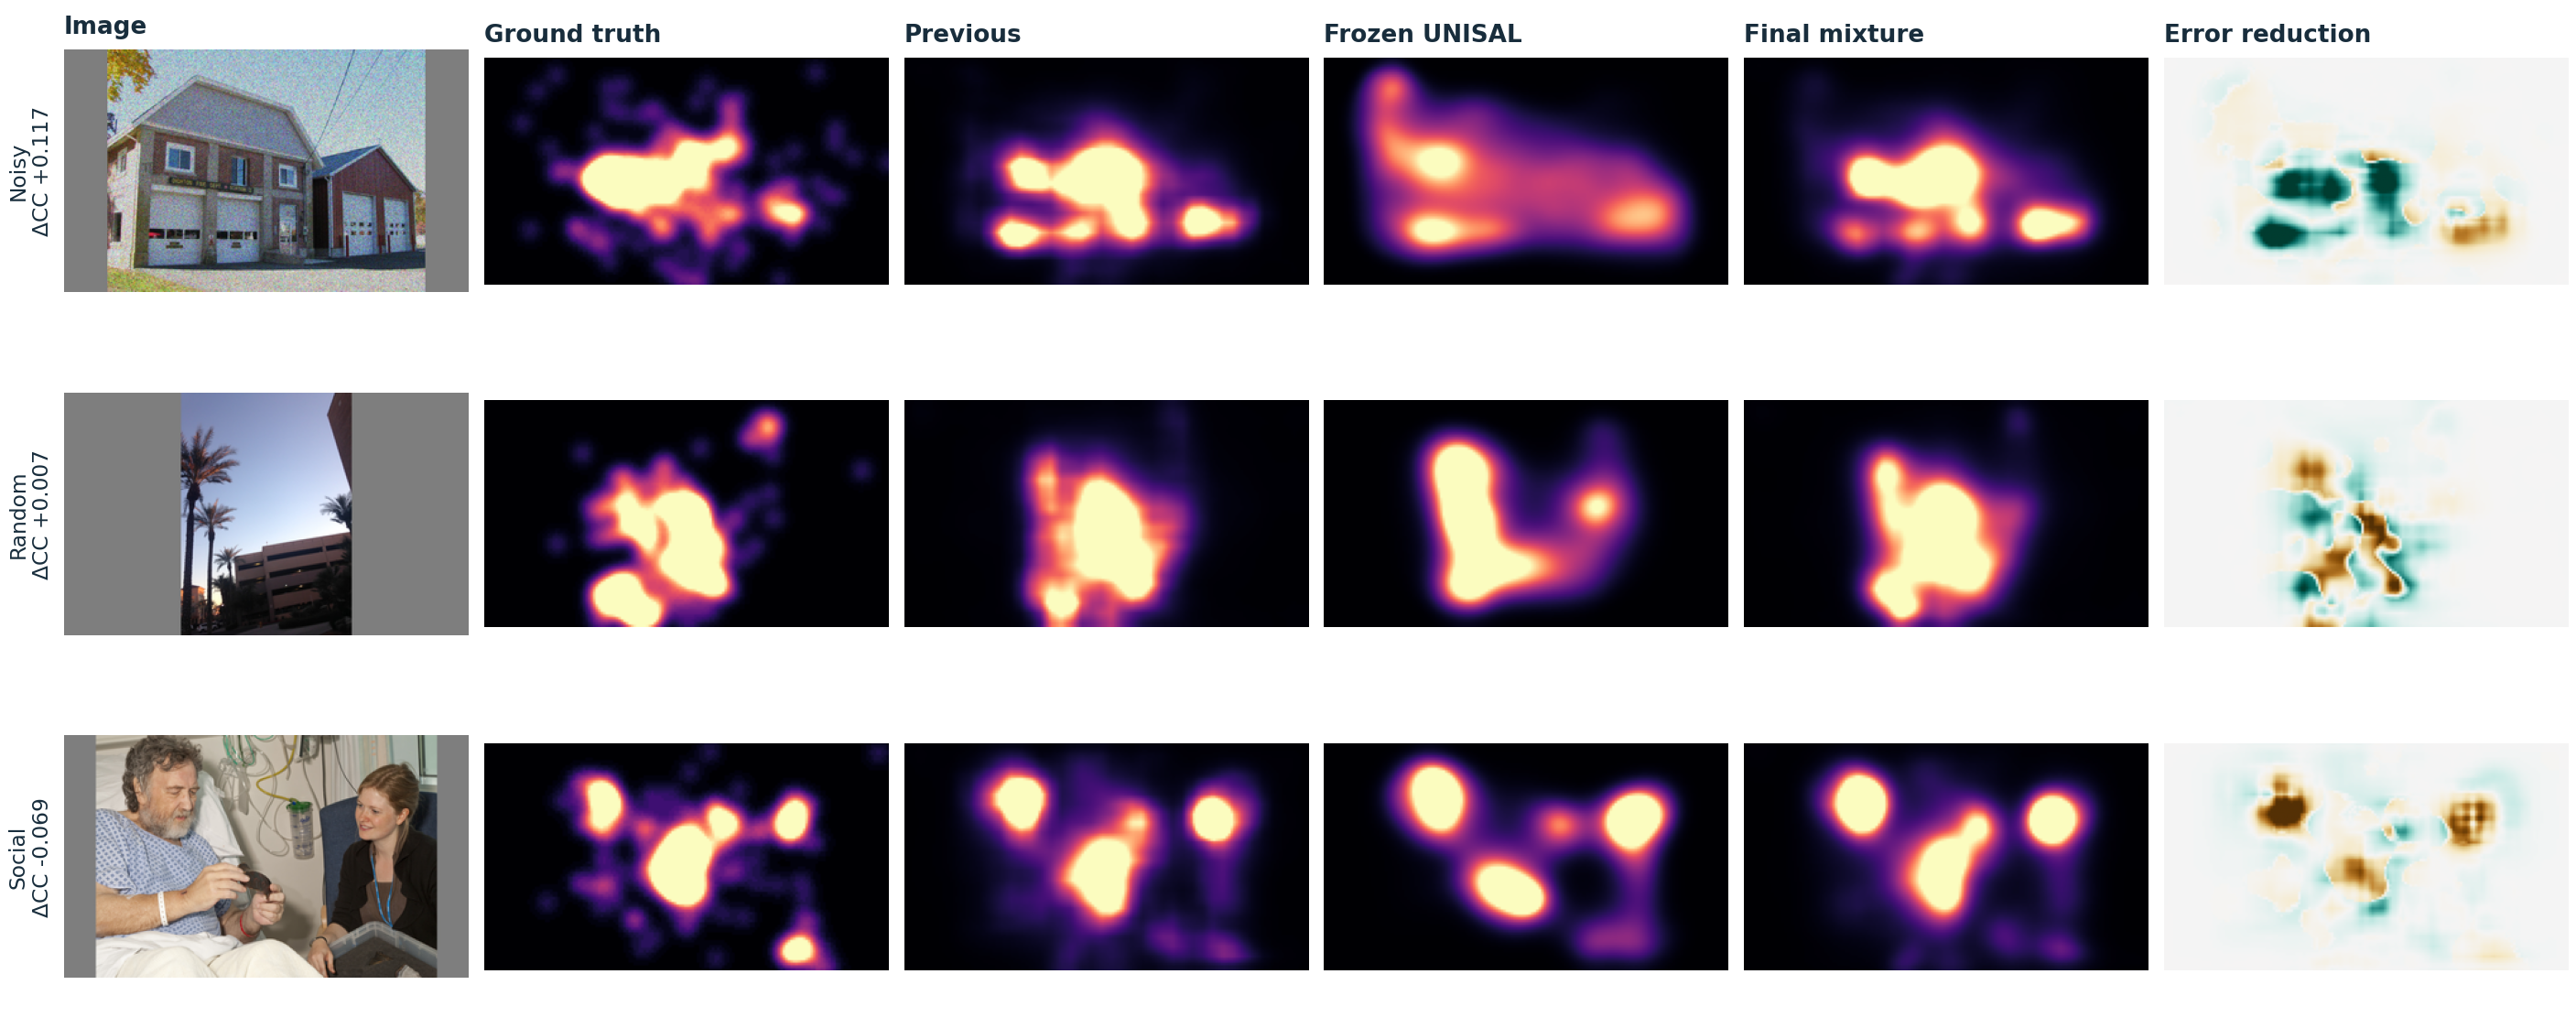 Image
Ground truth
Previous
Frozen UNISAL
Final mixture
Error reduction
Noisy
ΔCC +0.117
Random
ΔCC +0.007
Social
ΔCC -0.069